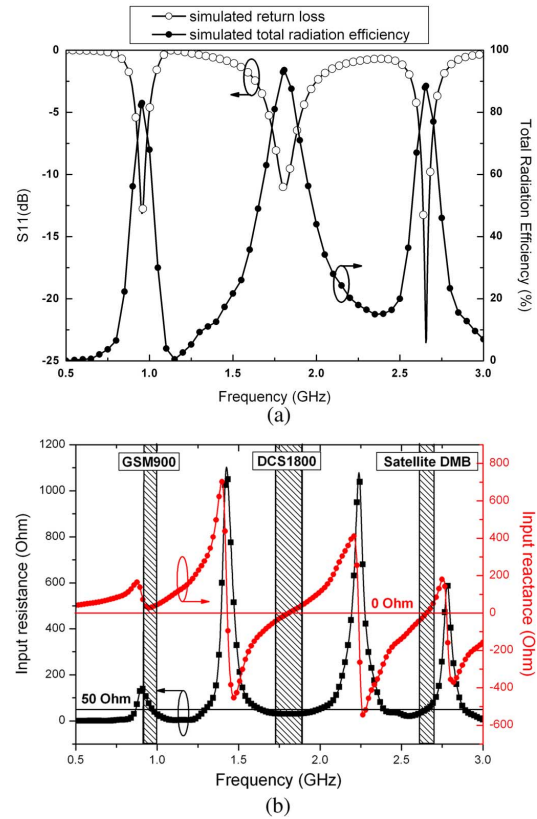 simulated return loss
simulated total radiation efficiency
0
-5
-10
-15
-20
-25
S11(dB)
100
80
60
40
20
0
Total Radiation Efficiency (%)
0.5 1.0 1.5 2.0 2.5 3.0
Frequency (GHz)
(a)
1200
1000
800
600
400
200
0
Input resistance (Ohm)
GSM900 DCS1800 Satellite DMB
0 Ohm
50 Ohm
800
600
400
200
0
-200
-400
-600
Input reactance (Ohm)
0.5 1.0 1.5 2.0 2.5 3.0
Frequency (GHz)
(b)